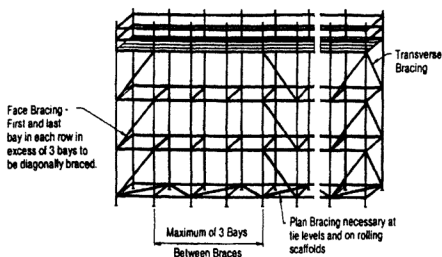 Transverse
Bracing
Face Bracing -
First and last
bay in each row in
excess of 3 bays to
be diagonally braced.
Maximum of 3 Bays
Between Braces
Plan Bracing necessary at
tie levels and on rolling
scaffolds